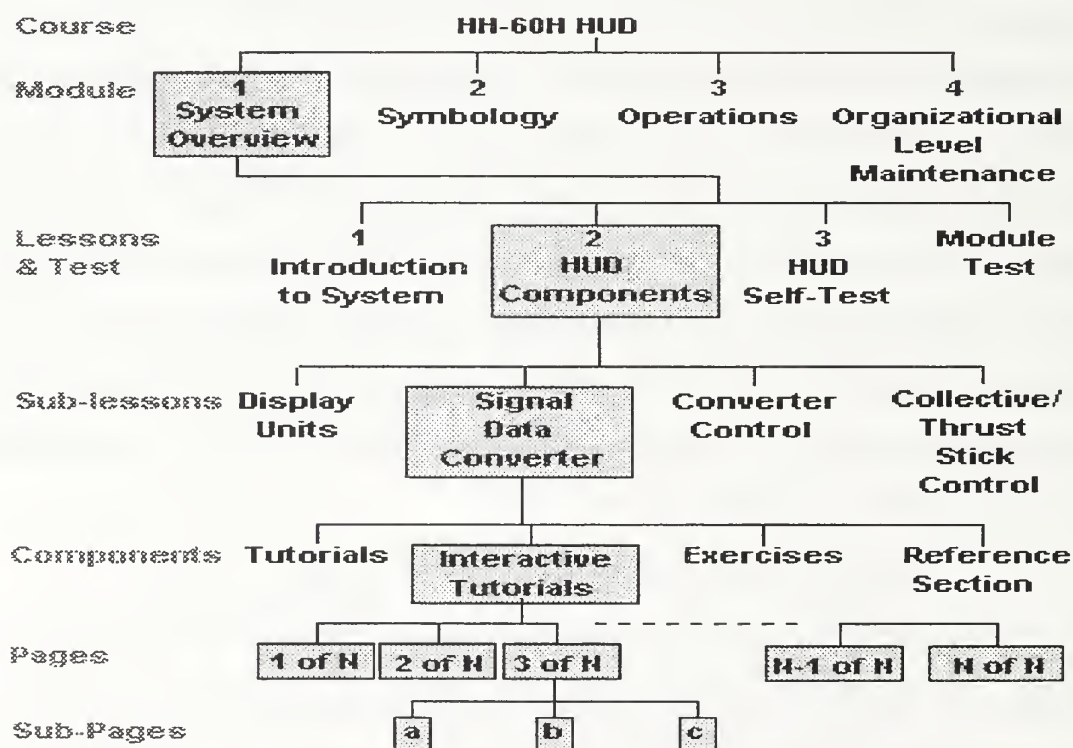 Course HH-60H HUD
Module 1 2 3 4
System Symbology Operations Organizational
Overview Level
Maintenance
Lessons 1 2 3 Module
& Test Introduction HUD HUD Test
to System Components Self-Test
Sub-lessons Display Signal Converter Collective/
Units Data Control Thrust
Converter Stick
Control
Components Tutorials Interactive Exercises Reference
Tutorials Section
Pages 1 of N 2 of N 3 of N N-1 of N N of N
Sub-Pages a b c